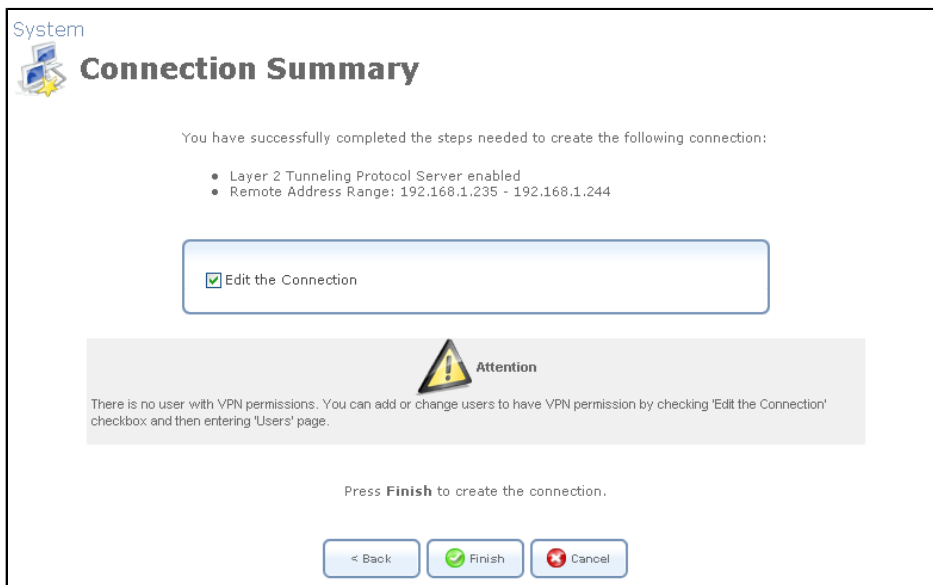 System
Connection Summary
You have successfully completed the steps needed to create the following connection:
Layer 2 Tunneling Protocol Server enabled
Remote Address Range: 192.168.1.235 - 192.168.1.244
Edit the Connection
Attention
There is no user with VPN permissions. You can add or change users to have VPN permission by checking 'Edit the Connection'
checkbox and then entering 'Users' page.
Press Finish to create the connection.
< Back
Finish
Cancel